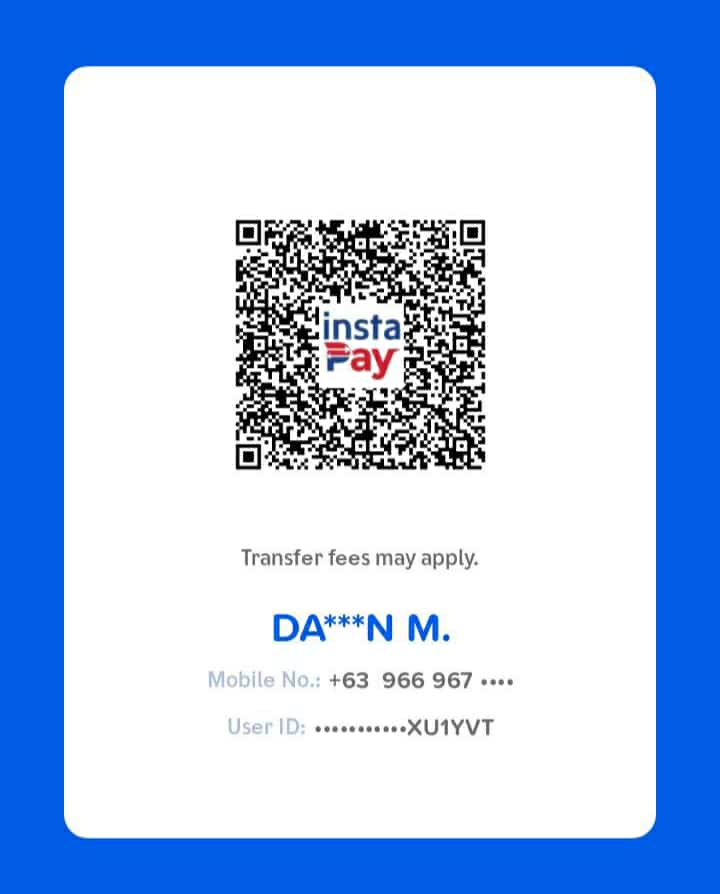 insta
Pay
Transfer fees may apply.
DA***N M.
Mobile No.: +63 966 967 ••••
User ID: •••••••••••XU1YVT